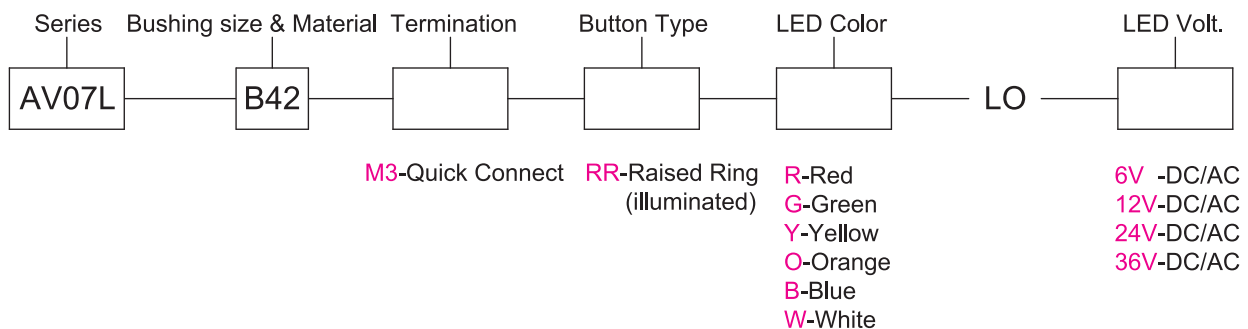 Series Bushing size & Material Termination Button Type LED Color LED Volt.
AV07L B42 LO
M3-Quick Connect RR-Raised Ring R-Red 6V -DC/AC
(illuminated) G-Green 12V-DC/AC
Y-Yellow 24V-DC/AC
O-Orange 36V-DC/AC
B-Blue
W-White